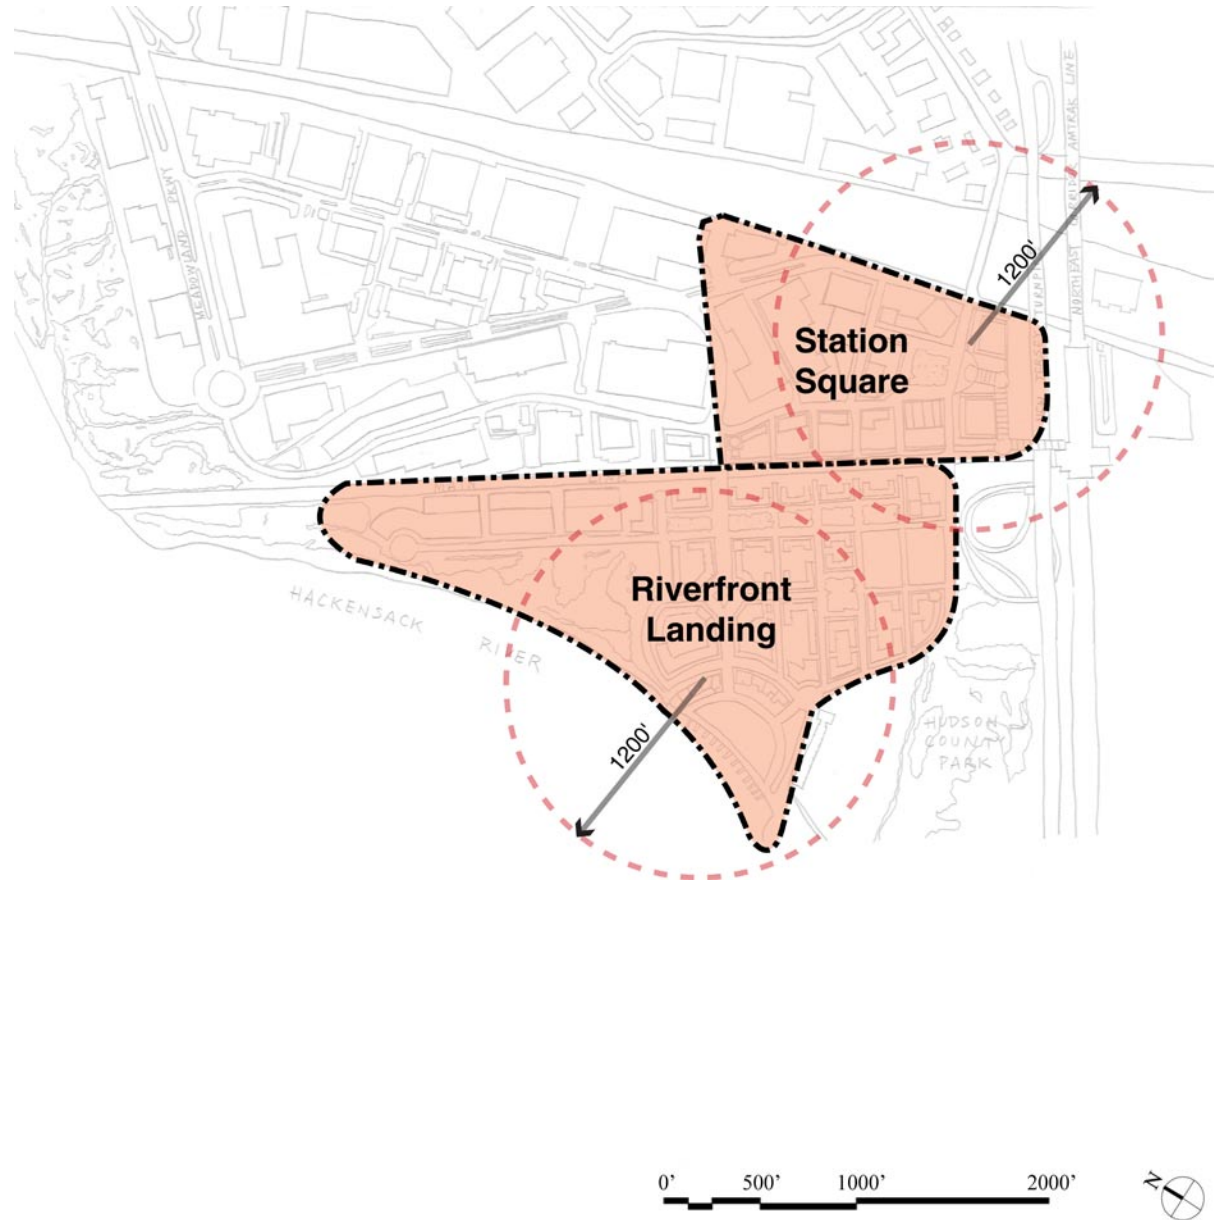 NORTHEAST CORRIDOR AMTRAK LINE
MEADOWLAND PKWY
1200'
Station
Square
HACKENSACK
RIVER
Riverfront
Landing
1200'
HUDSON
COUNTY
PARK
0' 500' 1000' 2000'
N